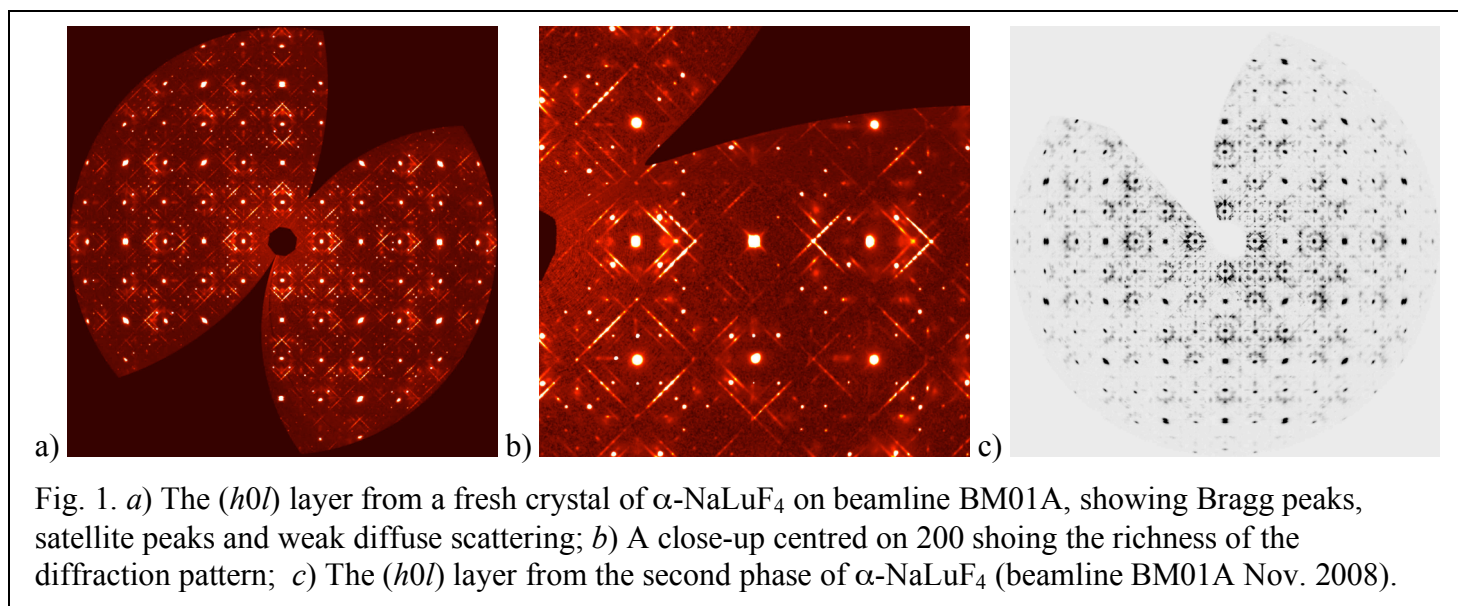 a) b) c)
Fig. 1. a) The (h0l) layer from a fresh crystal of α-NaLuF₄ on beamline BM01A, showing Bragg peaks,
satellite peaks and weak diffuse scattering; b) A close-up centred on 200 shoing the richness of the
diffraction pattern; c) The (h0l) layer from the second phase of α-NaLuF₄ (beamline BM01A Nov. 2008).